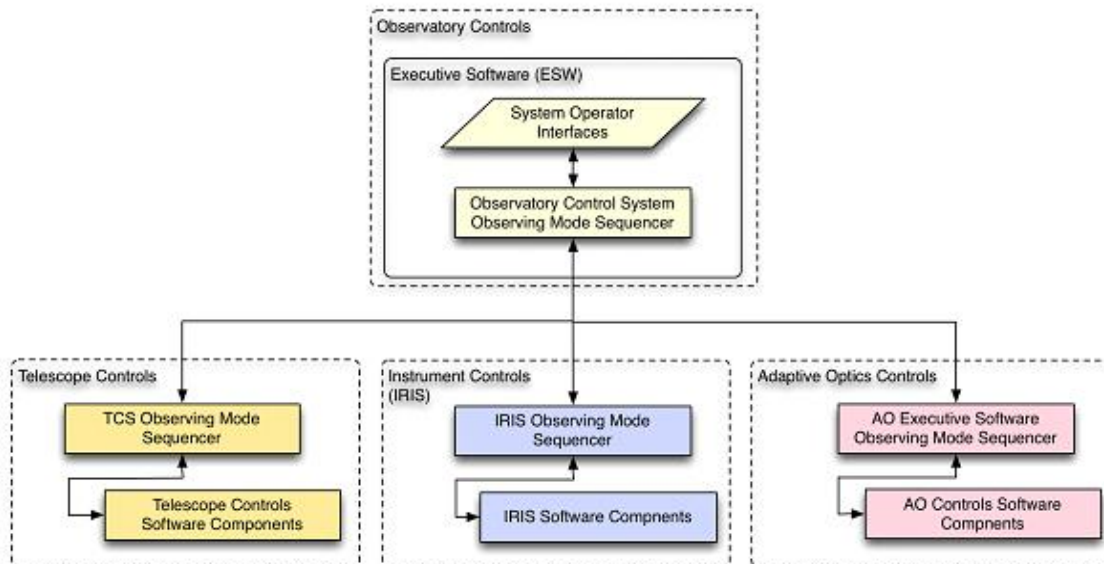 Observatory Controls
Executive Software (ESW)
System Operator
Interfaces
Observatory Control System
Observing Mode Sequencer
Telescope Controls
TCS Observing Mode
Sequencer
Telescope Controls
Software Components
Instrument Controls
(IRIS)
IRIS Observing Mode
Sequencer
IRIS Software Compnents
Adaptive Optics Controls
AO Executive Software
Observing Mode Sequencer
AO Controls Software
Compnents